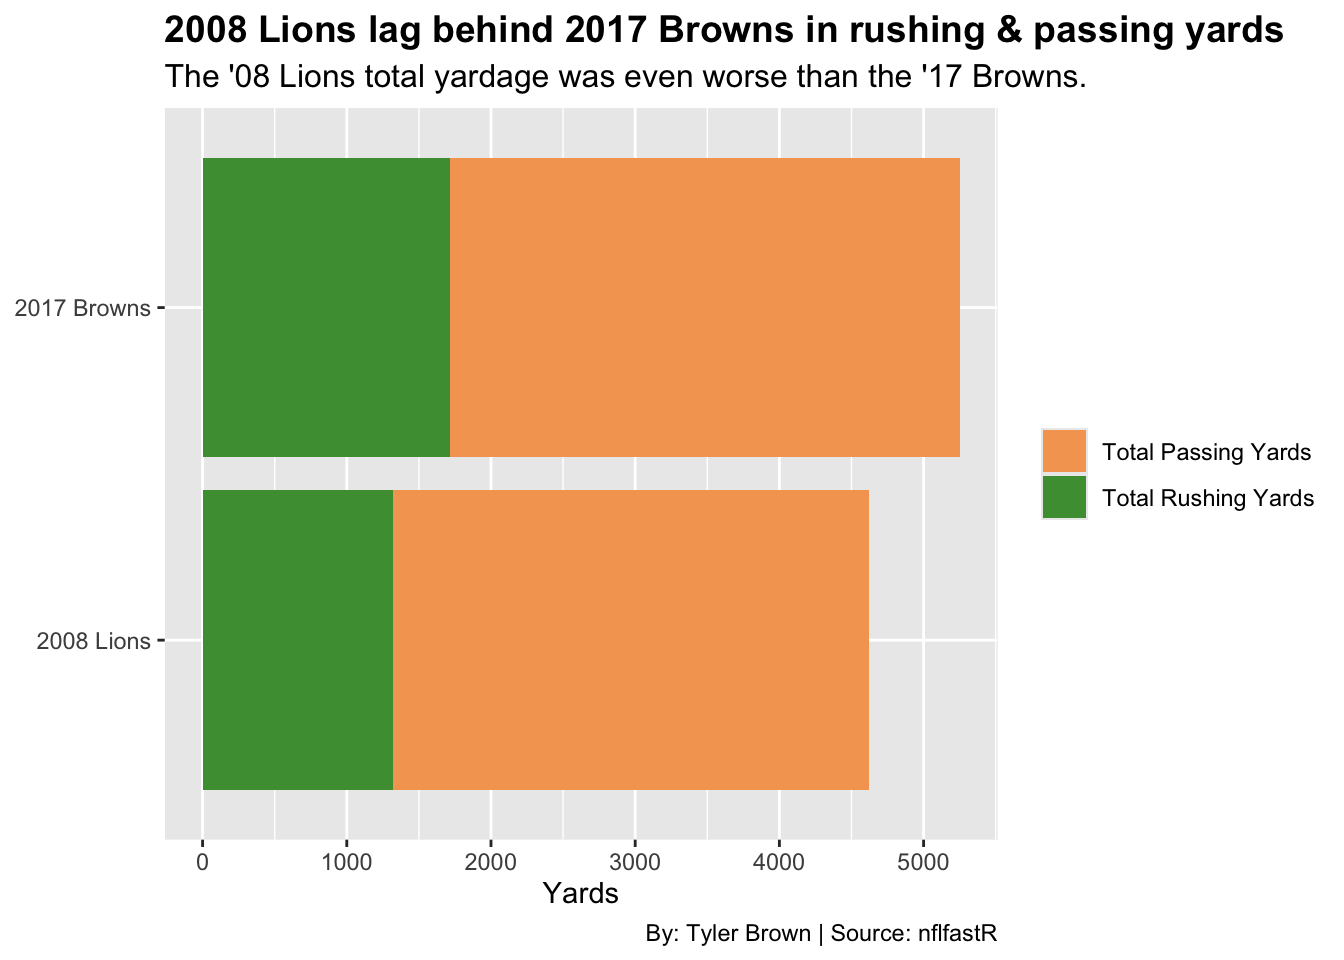 2008 Lions lag behind 2017 Browns in rushing & passing yards
The '08 Lions total yardage was even worse than the '17 Browns.
2017 Browns
2008 Lions
Total Passing Yards
Total Rushing Yards
0 1000 2000 3000 4000 5000
Yards
By: Tyler Brown | Source: nflfastR